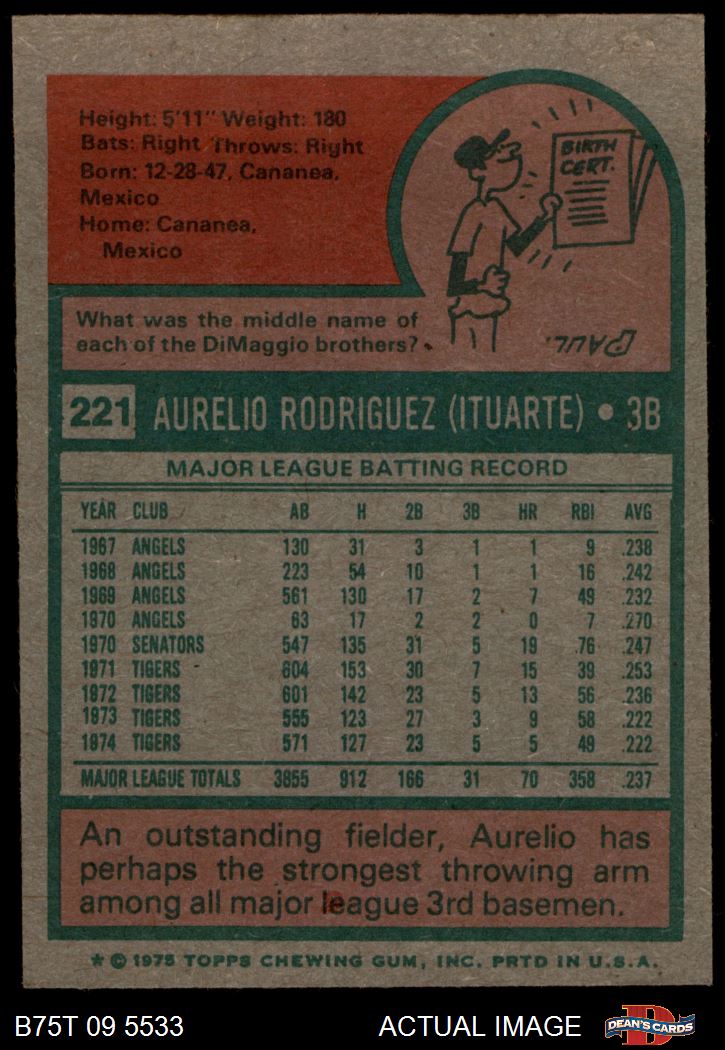 Height: 5'11" Weight: 180
Bats: Right Throws: Right
Born: 12-28-47, Cananea,
Mexico
Home: Cananea,
Mexico
BIRTH
CERT.
What was the middle name of
each of the DiMaggio brothers?
PAUL.
221 AURELIO RODRIGUEZ (ITUARTE) • 3B
MAJOR LEAGUE BATTING RECORD
YEAR CLUB AB H 2B 3B HR RBI AVG
1967 ANGELS 130 31 3 1 1 9 .238
1968 ANGELS 223 54 10 1 1 16 .242
1969 ANGELS 561 130 17 2 7 49 .232
1970 ANGELS 63 17 2 2 0 7 .270
1970 SENATORS 547 135 31 5 19 76 .247
1971 TIGERS 604 153 30 7 15 39 .253
1972 TIGERS 601 142 23 5 13 56 .236
1973 TIGERS 555 123 27 3 9 58 .222
1974 TIGERS 571 127 23 5 5 49 .222
MAJOR LEAGUE TOTALS 3855 912 166 31 70 358 .237
An outstanding fielder, Aurelio has
perhaps the strongest throwing arm
among all major league 3rd basemen.
* © 1975 TOPPS CHEWING GUM, INC. PRTD IN U.S.A.
B75T 09 5533 ACTUAL IMAGE DEAN'S CARDS